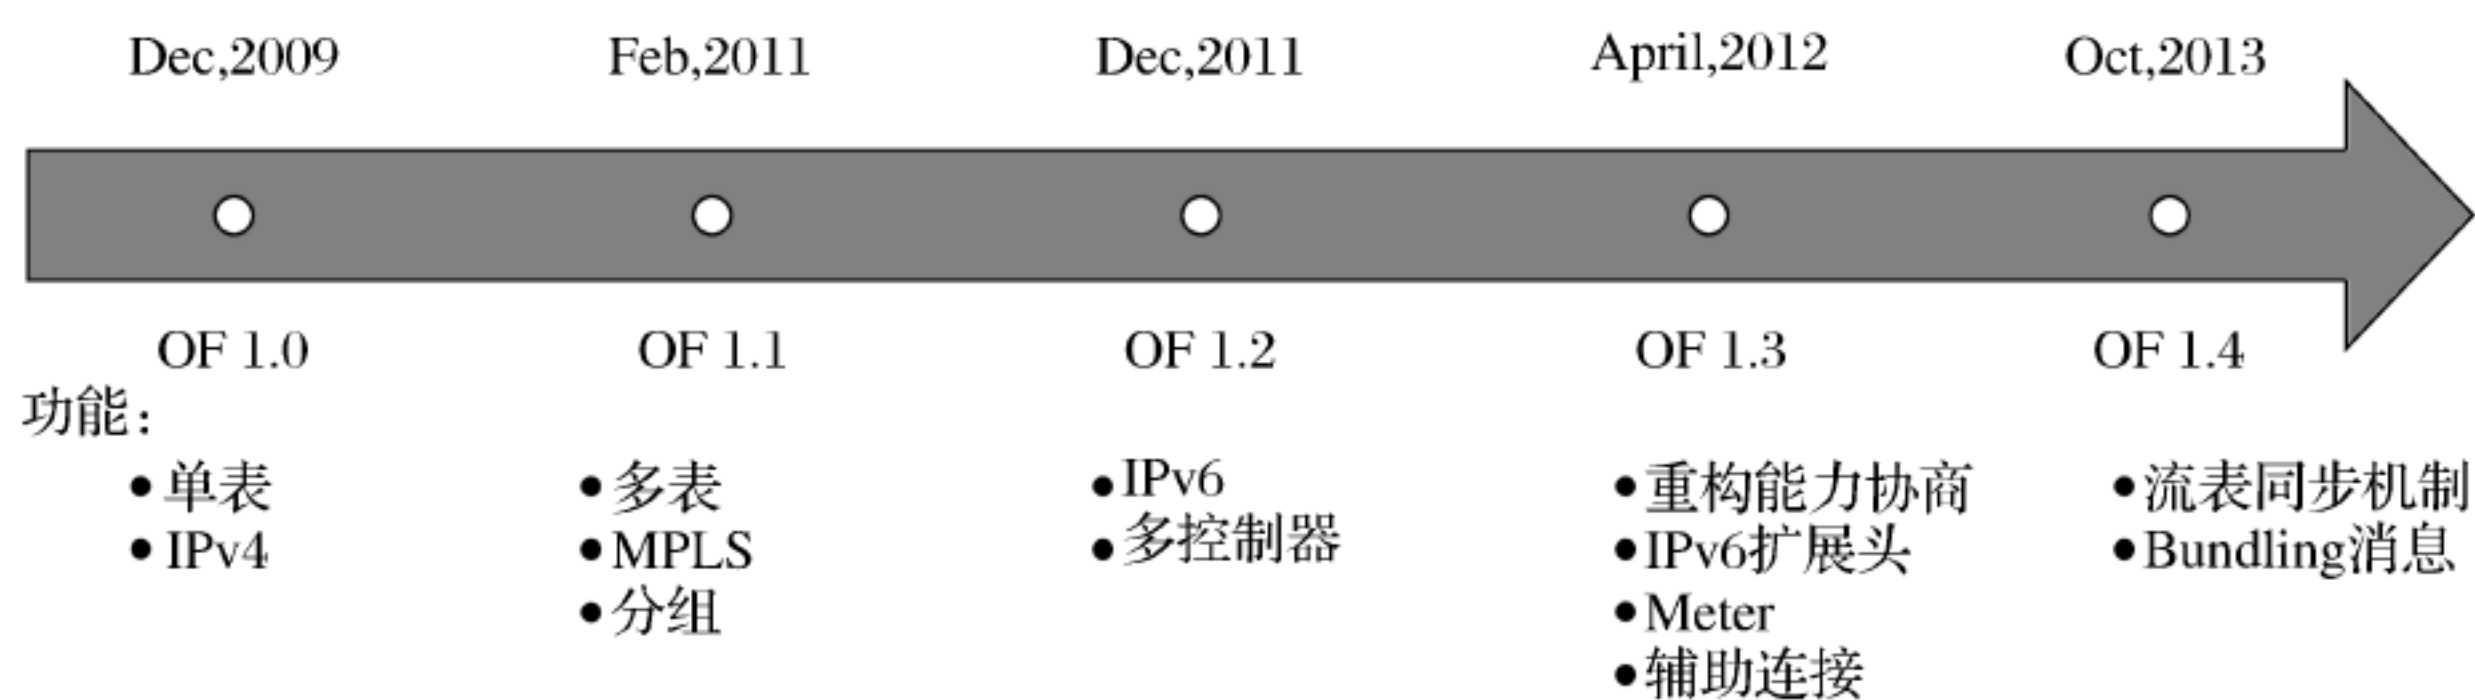 Dec,2009
Feb,2011
Dec,2011
April,2012
Oct,2013
OF 1.0
OF 1.1
OF 1.2
OF 1.3
OF 1.4
功能：
●单表
●IPv4
●多表
●MPLS
●分组
●IPv6
●多控制器
●重构能力协商
●IPv6扩展头
●Meter
●辅助连接
●流表同步机制
●Bundling消息